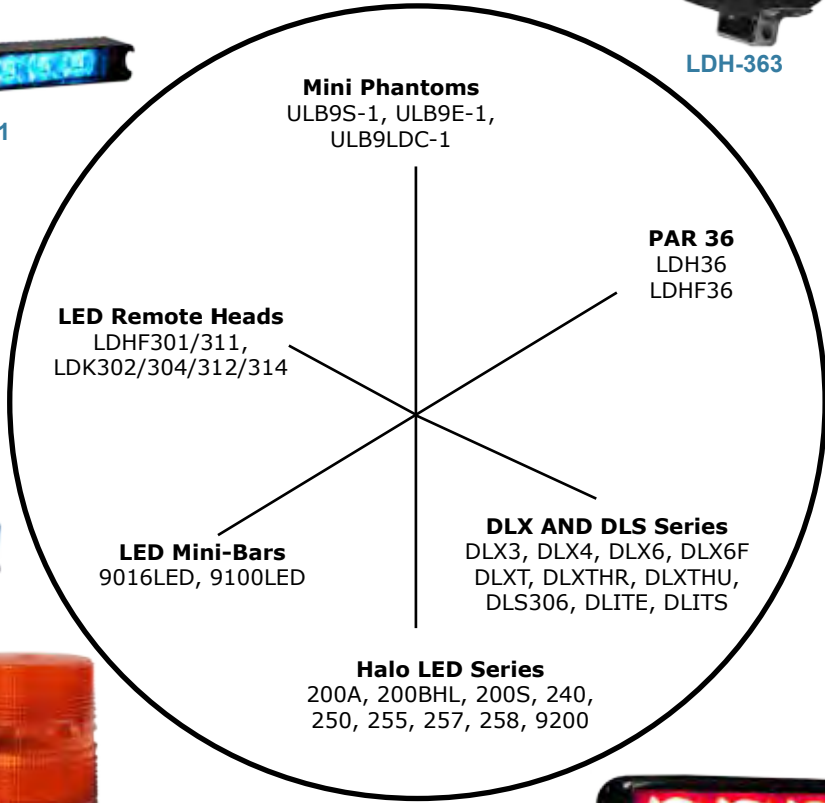 LDH-363
1
Mini Phantoms
ULB9S-1, ULB9E-1,
ULB9LDC-1
PAR 36
LDH36
LDHF36
LED Remote Heads
LDHF301/311,
LDK302/304/312/314
LED Mini-Bars
9016LED, 9100LED
DLX AND DLS Series
DLX3, DLX4, DLX6, DLX6F
DLXT, DLXTHR, DLXTHU,
DLS306, DLITE, DLITS
Halo LED Series
200A, 200BHL, 200S, 240,
250, 255, 257, 258, 9200